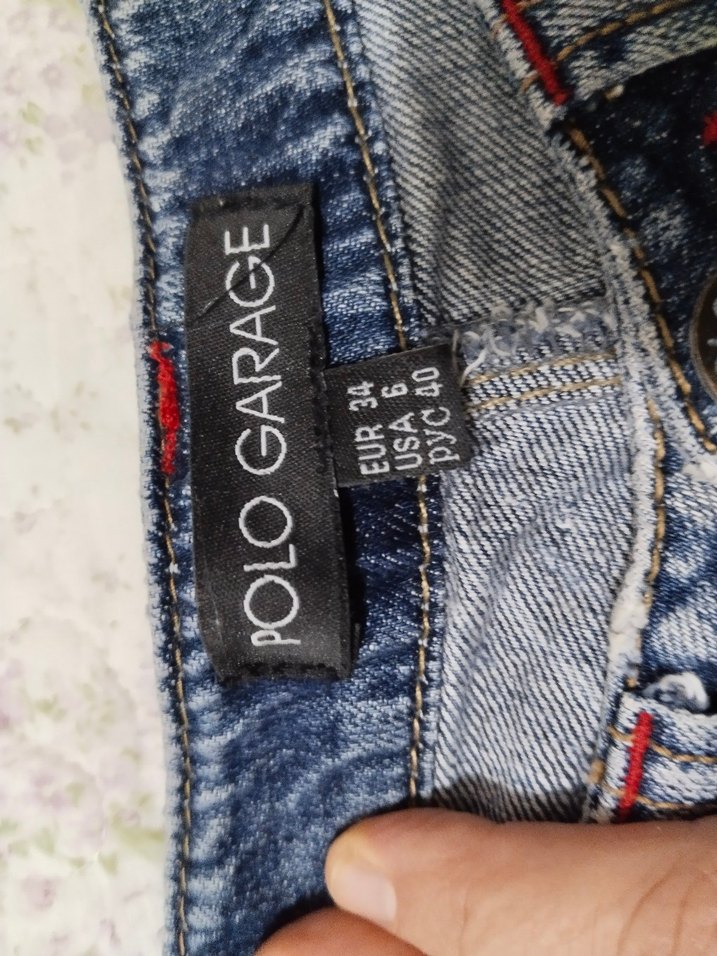 POLO GARAGE
EUR 34
USA 6
рус 40